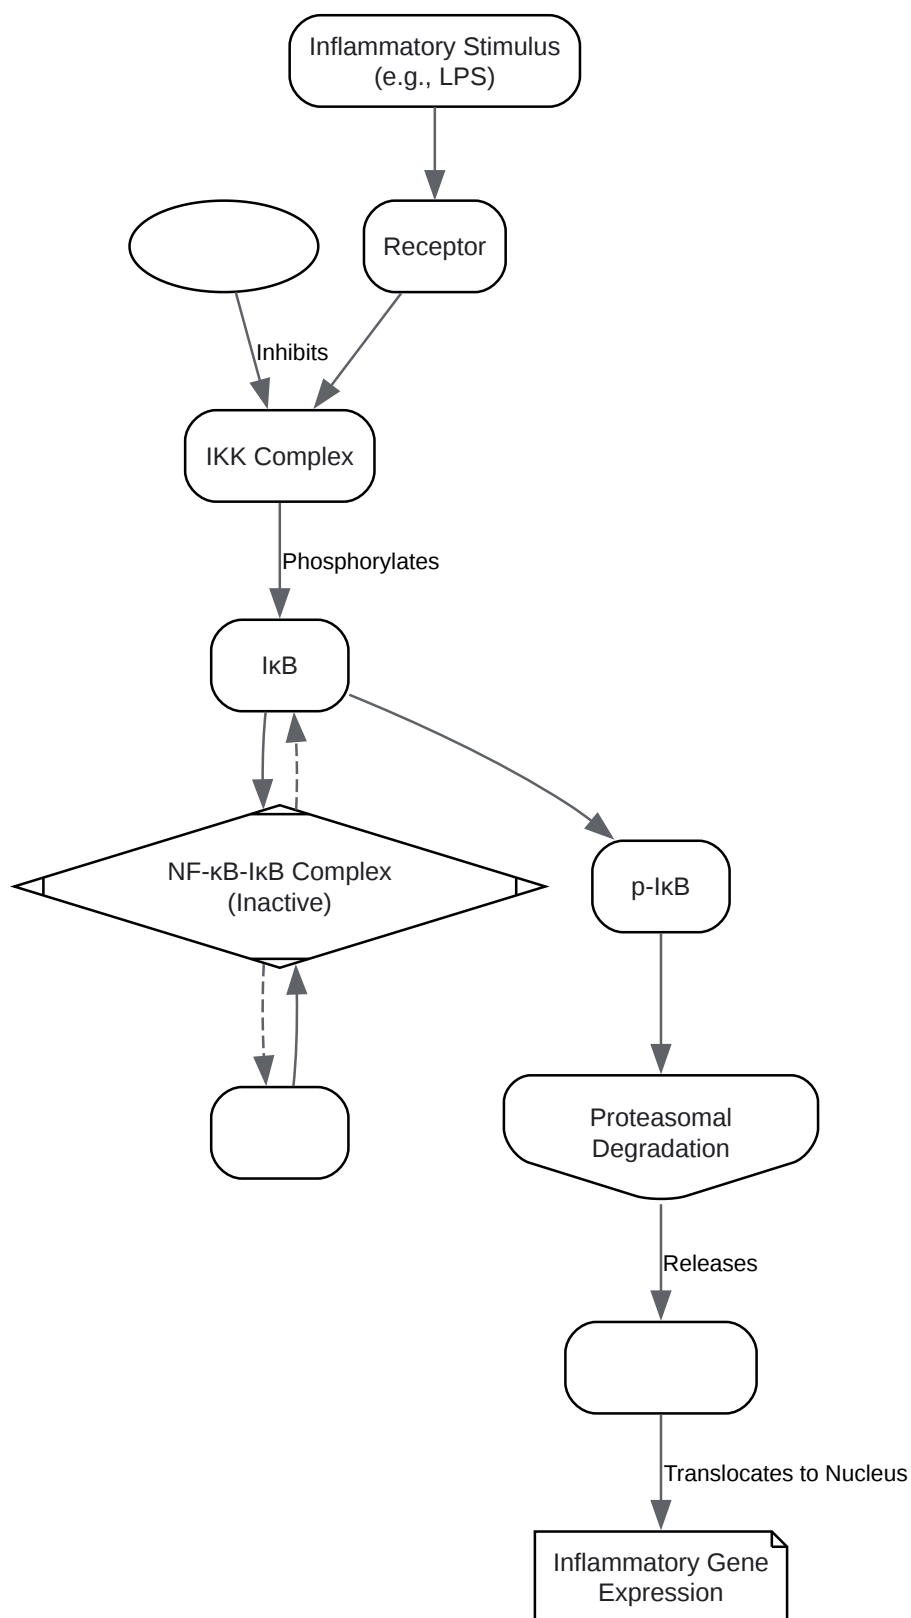 Inflammatory Stimulus
(e.g., LPS)
Receptor
Inhibits
IKK Complex
Phosphorylates
IκB
NF-κB-IκB Complex
(Inactive)
p-IκB
Proteasomal
Degradation
Releases
Translocates to Nucleus
Inflammatory Gene
Expression